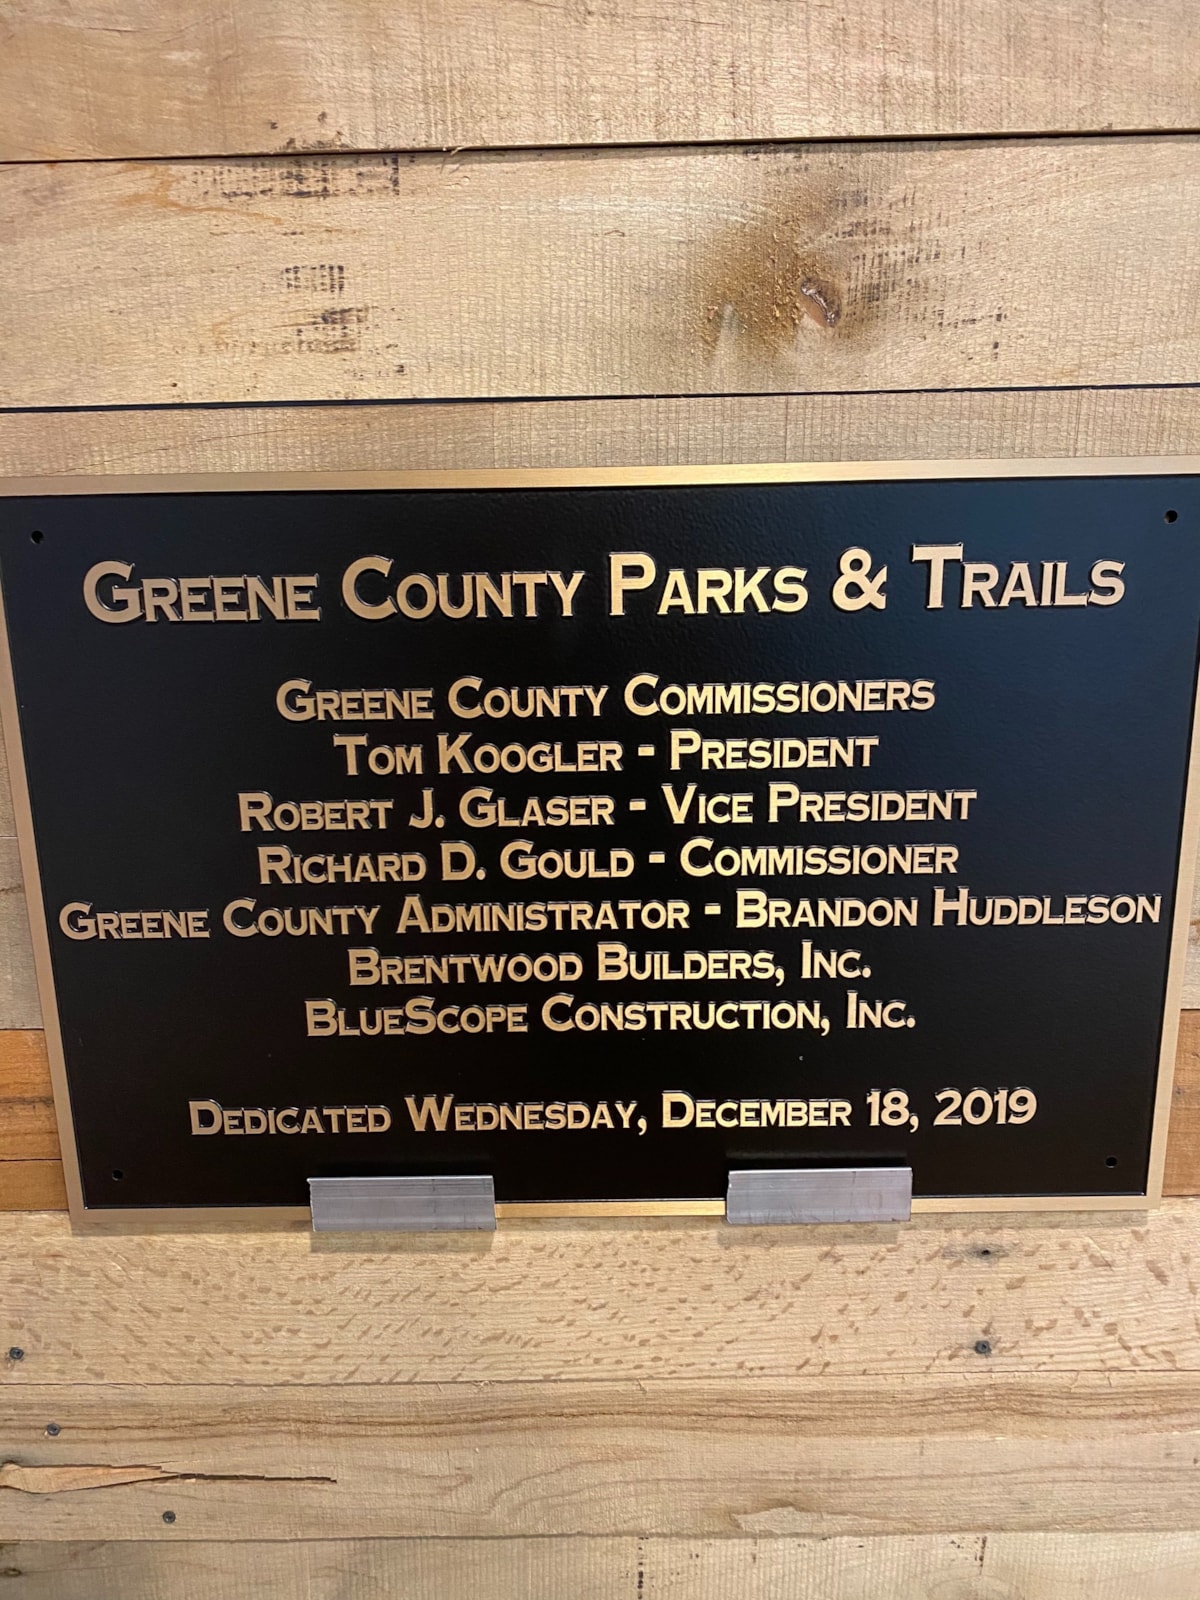 Greene County Parks & Trails
Greene County Commissioners
Tom Koogler - President
Robert J. Glaser - Vice President
Richard D. Gould - Commissioner
Greene County Administrator - Brandon Huddleson
Brentwood Builders, Inc.
BlueScope Construction, Inc.
Dedicated Wednesday, December 18, 2019